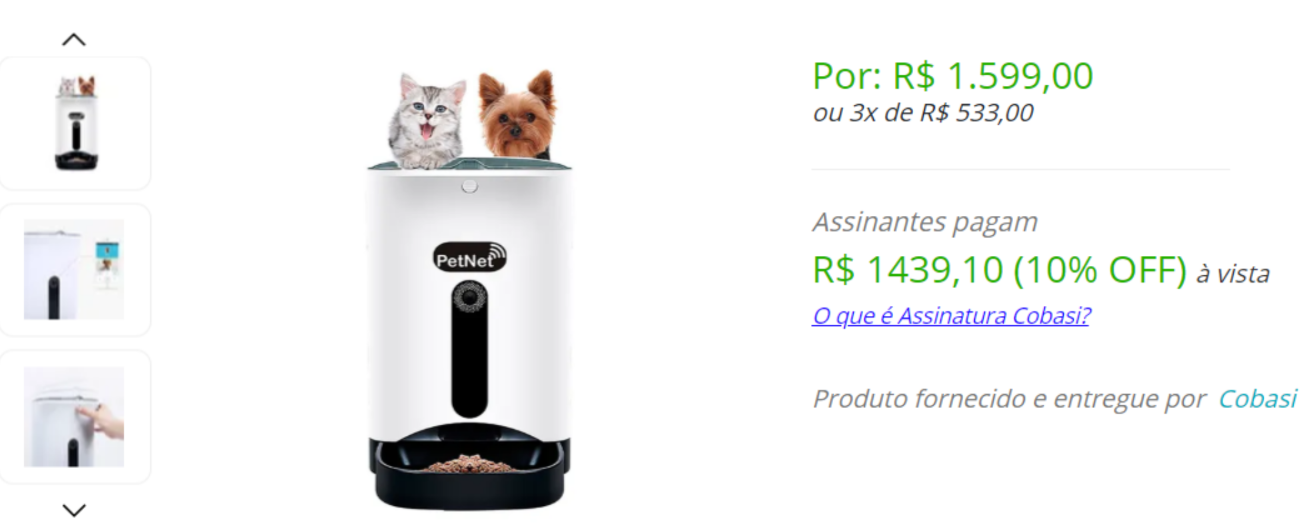 PetNet
Por: R$ 1.599,00
ou 3x de R$ 533,00
Assinantes pagam
R$ 1439,10 (10% OFF) à vista
O que é Assinatura Cobasi?
Produto fornecido e entregue por Cobasi